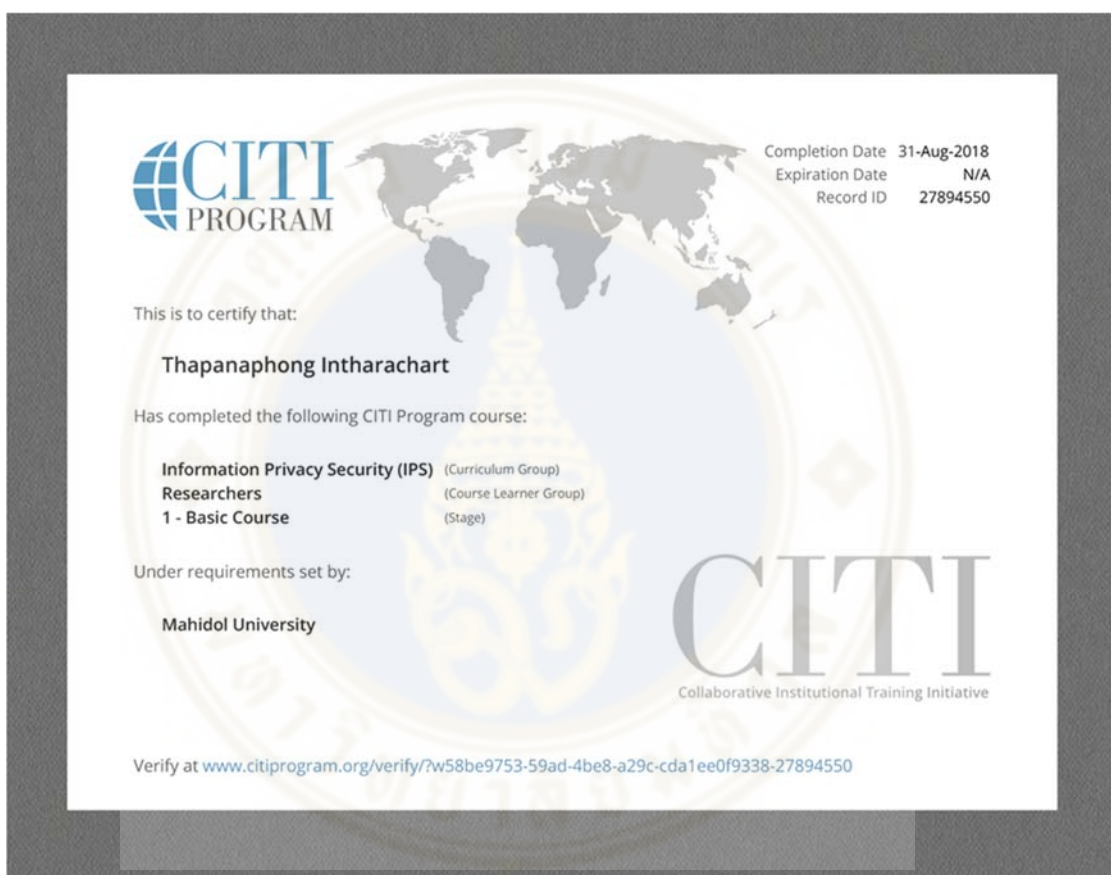 CITI
PROGRAM
Completion Date 31-Aug-2018
Expiration Date N/A
Record ID 27894550
This is to certify that:
Thapanaphong Intharachart
Has completed the following CITI Program course:
Information Privacy Security (IPS) (Curriculum Group)
Researchers (Course Learner Group)
1 - Basic Course (Stage)
Under requirements set by:
Mahidol University
CITI
Collaborative Institutional Training Initiative
Verify at www.citiprogram.org/verify/?w58be9753-59ad-4be8-a29c-cda1ee0f9338-27894550